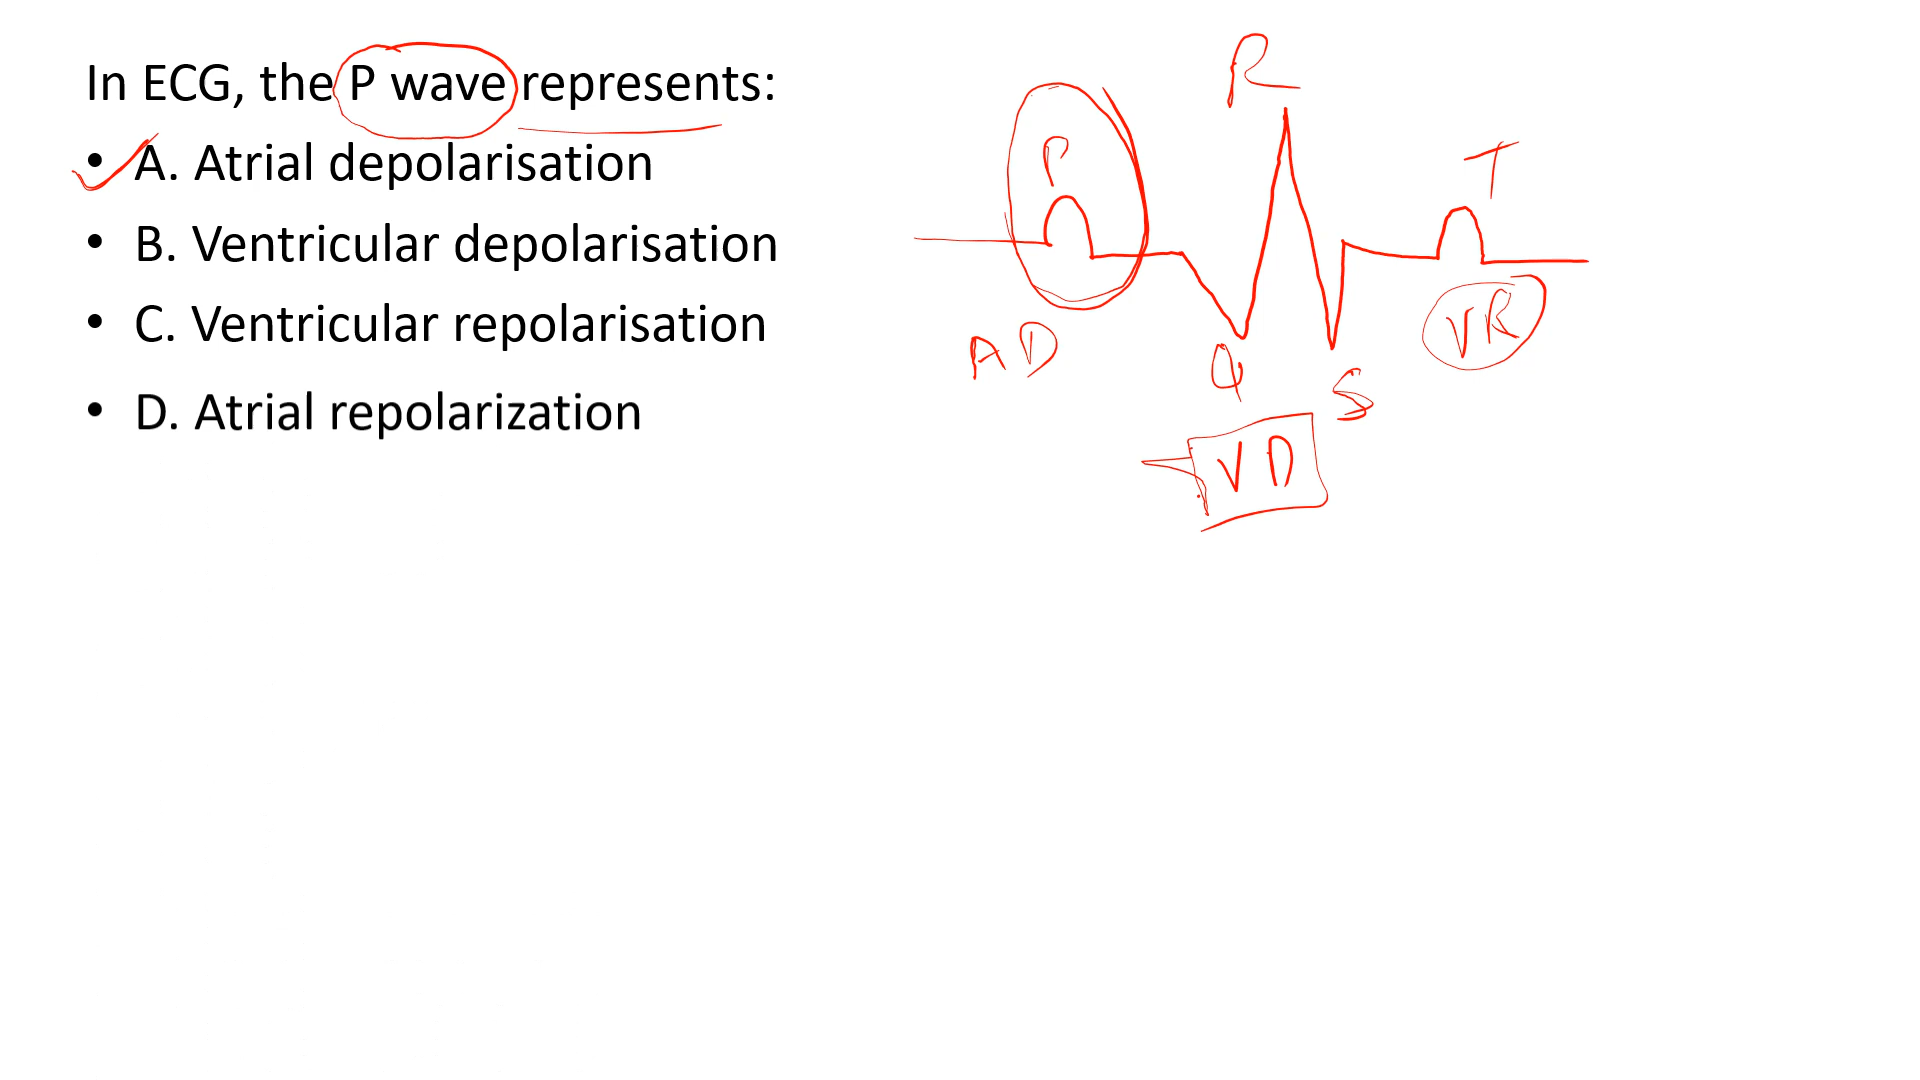 In ECG, the P wave represents:
• A. Atrial depolarisation
• B. Ventricular depolarisation
• C. Ventricular repolarisation
• D. Atrial repolarization
R
P
T
VR
AD
Q
S
VD